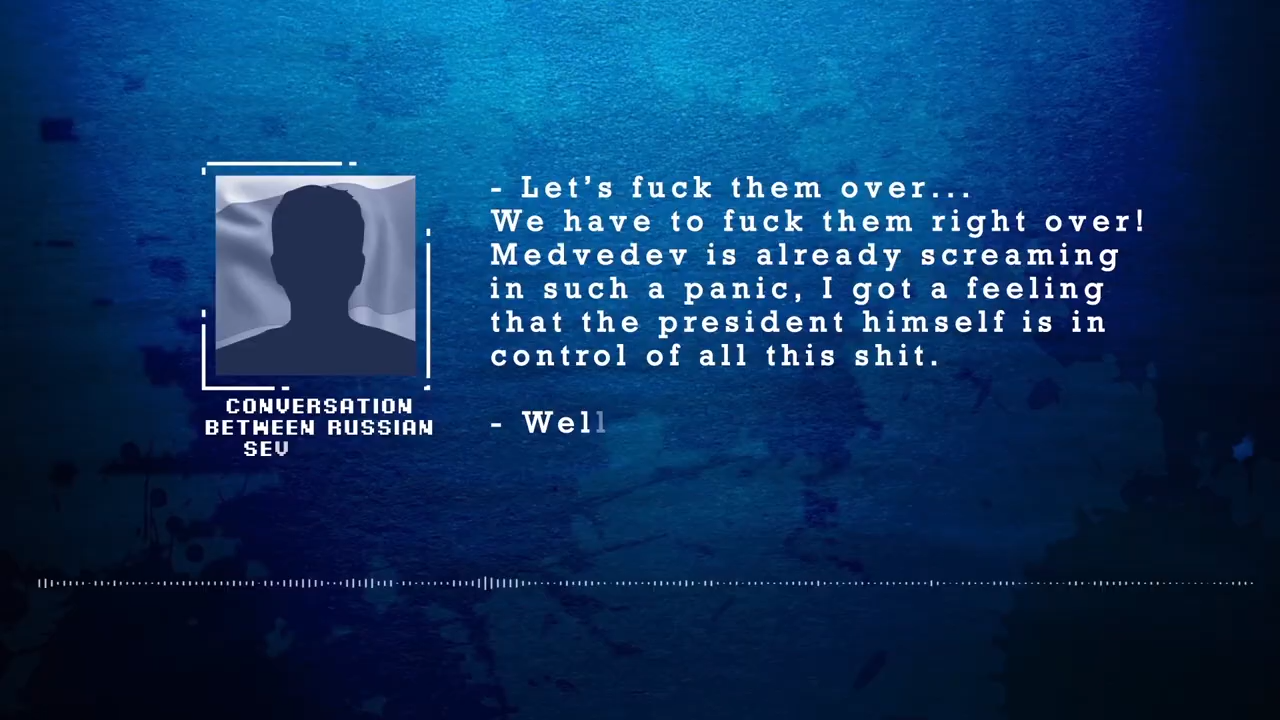 - Let's fuck them over...
We have to fuck them right over!
Medvedev is already screaming
in such a panic, I got a feeling
that the president himself is in
control of all this shit.
- Well
CONVERSATION
BETWEEN RUSSIAN
SEV